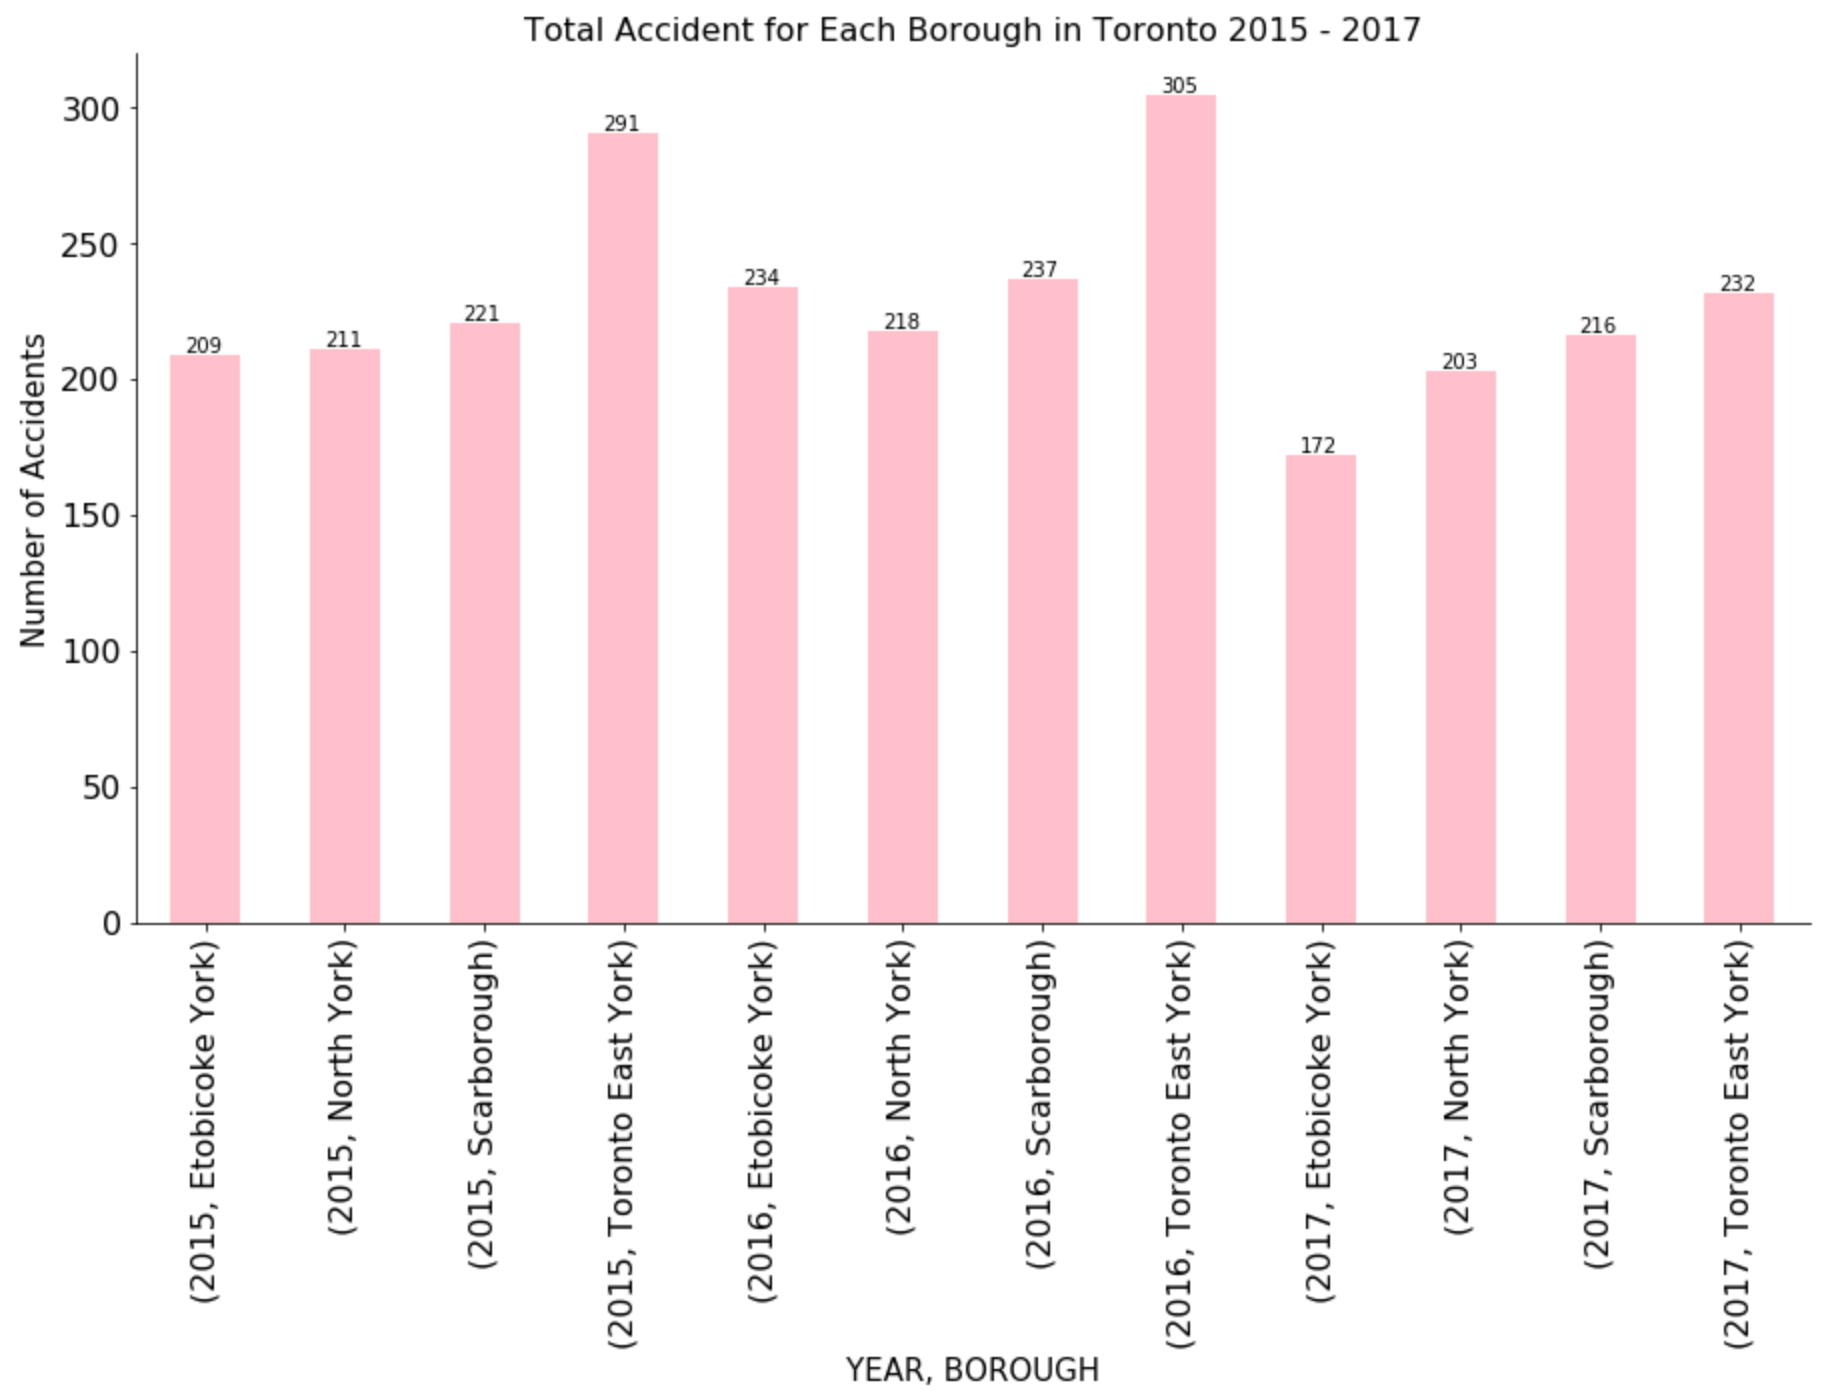 Total Accident for Each Borough in Toronto 2015 - 2017
Number of Accidents
300
250
200
150
100
50
0
209
211
221
291
234
218
237
305
172
203
216
232
(2015, Etobicoke York)
(2015, North York)
(2015, Scarborough)
(2015, Toronto East York)
(2016, Etobicoke York)
(2016, North York)
(2016, Scarborough)
(2016, Toronto East York)
(2017, Etobicoke York)
(2017, North York)
(2017, Scarborough)
(2017, Toronto East York)
YEAR, BOROUGH